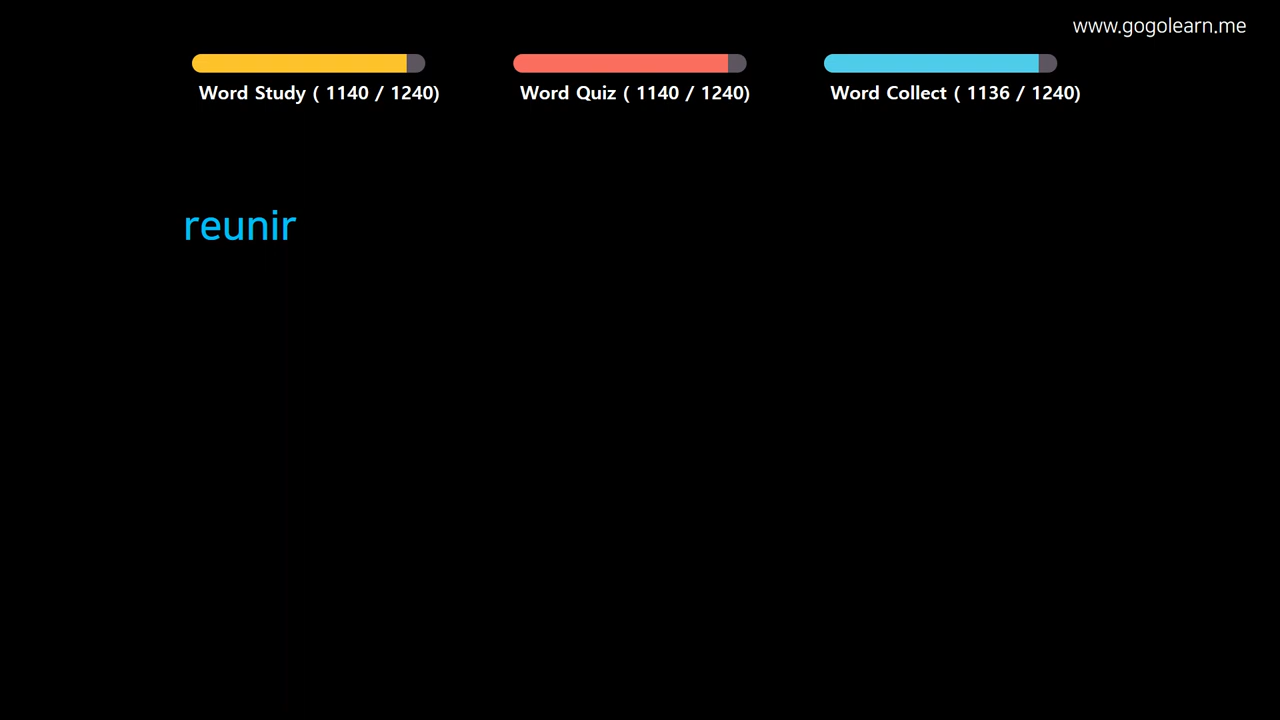 www.gogolearn.me
Word Study ( 1140 / 1240)
Word Quiz ( 1140 / 1240)
Word Collect ( 1136 / 1240)
reunir